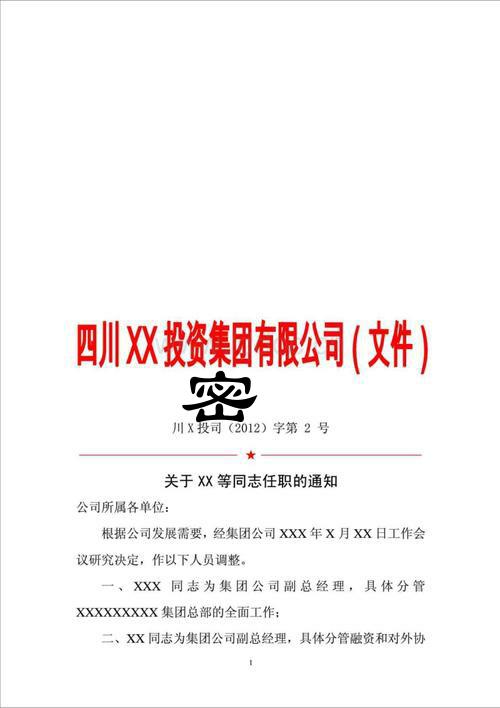 四川XX投资集团有限公司(文件)
密
川X投司（2012）字第 2 号
关于 XX 等同志任职的通知
公司所属各单位：
根据公司发展需要，经集团公司 XXX 年 X 月 XX 日工作会
议研究决定，作以下人员调整。
一、XXX 同志为集团公司副总经理，具体分管
XXXXXXXXX 集团总部的全面工作;
二、XX 同志为集团公司副总经理，具体分管融资和对外协
1